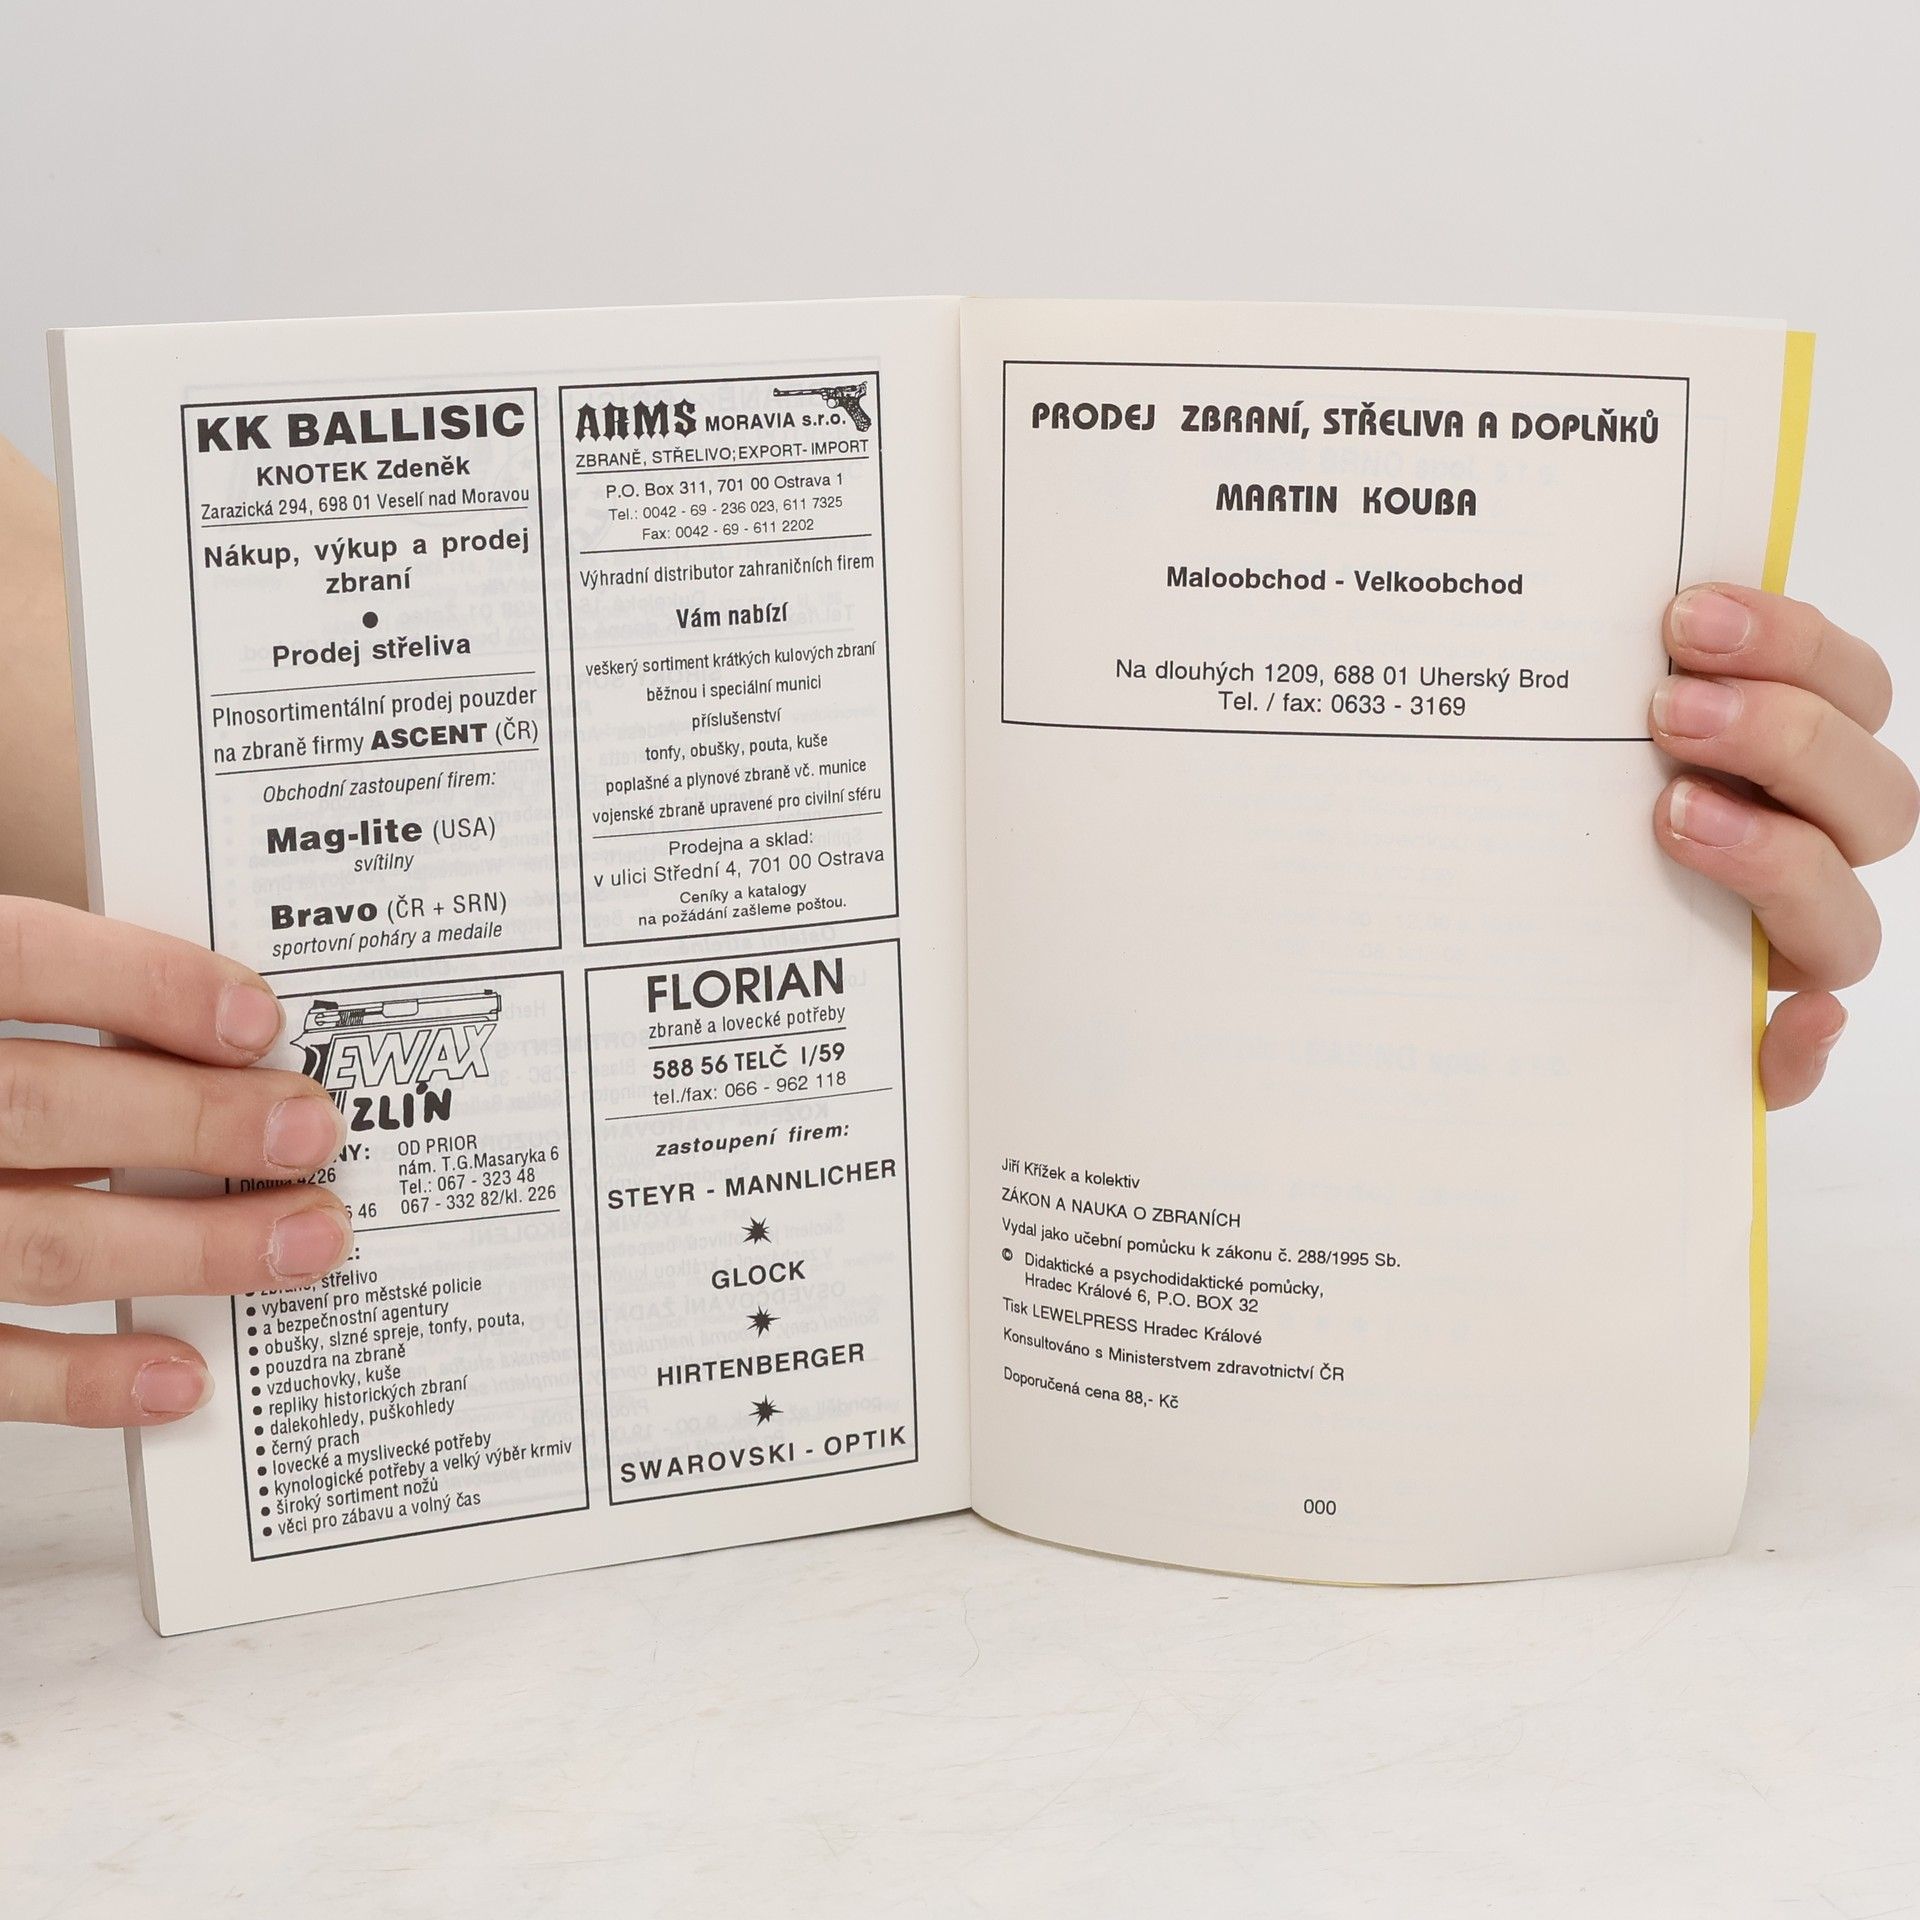 KK BALLISIC
KNOTEK Zdeněk
Zarazická 294, 698 01 Veselí nad Moravou
Nákup, výkup a prodej
zbraní
Prodej střeliva
Plnosortimentální prodej pouzder
na zbraně firmy ASCENT (ČR)
Obchodní zastoupení firem:
Mag-lite (USA)
svítilny
Bravo (ČR + SRN)
sportovní poháry a medaile
ARMS MORAVIA s.r.o.
ZBRANĚ, STŘELIVO; EXPORT- IMPORT
P.O. Box 311, 701 00 Ostrava 1
Tel.: 0042 - 69 - 236 023, 611 7325
Fax: 0042 - 69 - 611 2202
Výhradní distributor zahraničních firem
Vám nabízí
veškerý sortiment krátkých kulových zbraní
běžnou i speciální munici
příslušenství
tonfy, obušky, pouta, kuše
poplašné a plynové zbraně vč. munice
vojenské zbraně upravené pro civilní sféru
Prodejna a sklad:
v ulici Střední 4, 701 00 Ostrava
Ceníky a katalogy
na požádání zašleme poštou.
ZLÍN
OD PRIOR
nám. T.G.Masaryka 6
Tel.: 067 - 323 48
067 - 332 82/kl. 226
střelivo
• vybavení pro městské policie
• a bezpečnostní agentury
• obušky, slzné spreje, tonfy, pouta,
• pouzdra na zbraně
• vzduchovky, kuše
• repliky historických zbraní
• dalekohledy, puškohledy
• černý prach
• lovecké a myslivecké potřeby
• kynologické potřeby a velký výběr krmiv
• široký sortiment nožů
• věci pro zábavu a volný čas
FLORIAN
zbraně a lovecké potřeby
588 56 TELČ I/59
tel./fax: 066 - 962 118
zastoupení firem:
STEYR - MANNLICHER
GLOCK
HIRTENBERGER
SWAROVSKI - OPTIK
PRODEJ ZBRANÍ, STŘELIVA A DOPLŇKŮ
MARTIN KOUBA
Maloobchod - Velkoobchod
Na dlouhých 1209, 688 01 Uherský Brod
Tel. / fax: 0633 - 3169
Jiří Křížek a kolektiv
ZÁKON A NAUKA O ZBRANÍCH
Vydal jako učební pomůcku k zákonu č. 288/1995 Sb.
© Didaktické a psychodidaktické pomůcky,
Hradec Králové 6, P.O. BOX 32
Tisk LEWELPRESS Hradec Králové
Konsultováno s Ministerstvem zdravotnictví ČR
Doporučená cena 88,- Kč
000